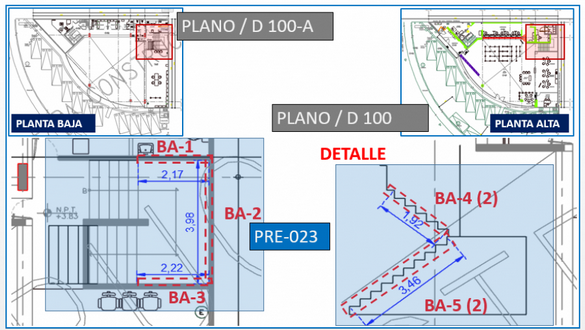 PLANO / D 100-A
PLANTA BAJA
PLANO / D 100
PLANTA ALTA
BA-1
2,17
BA-2
3,98
N.P.T.
+3.83
PRE-023
2,22
BA-3
E
DETALLE
BA-4 (2)
1,92
3,46
BA-5 (2)